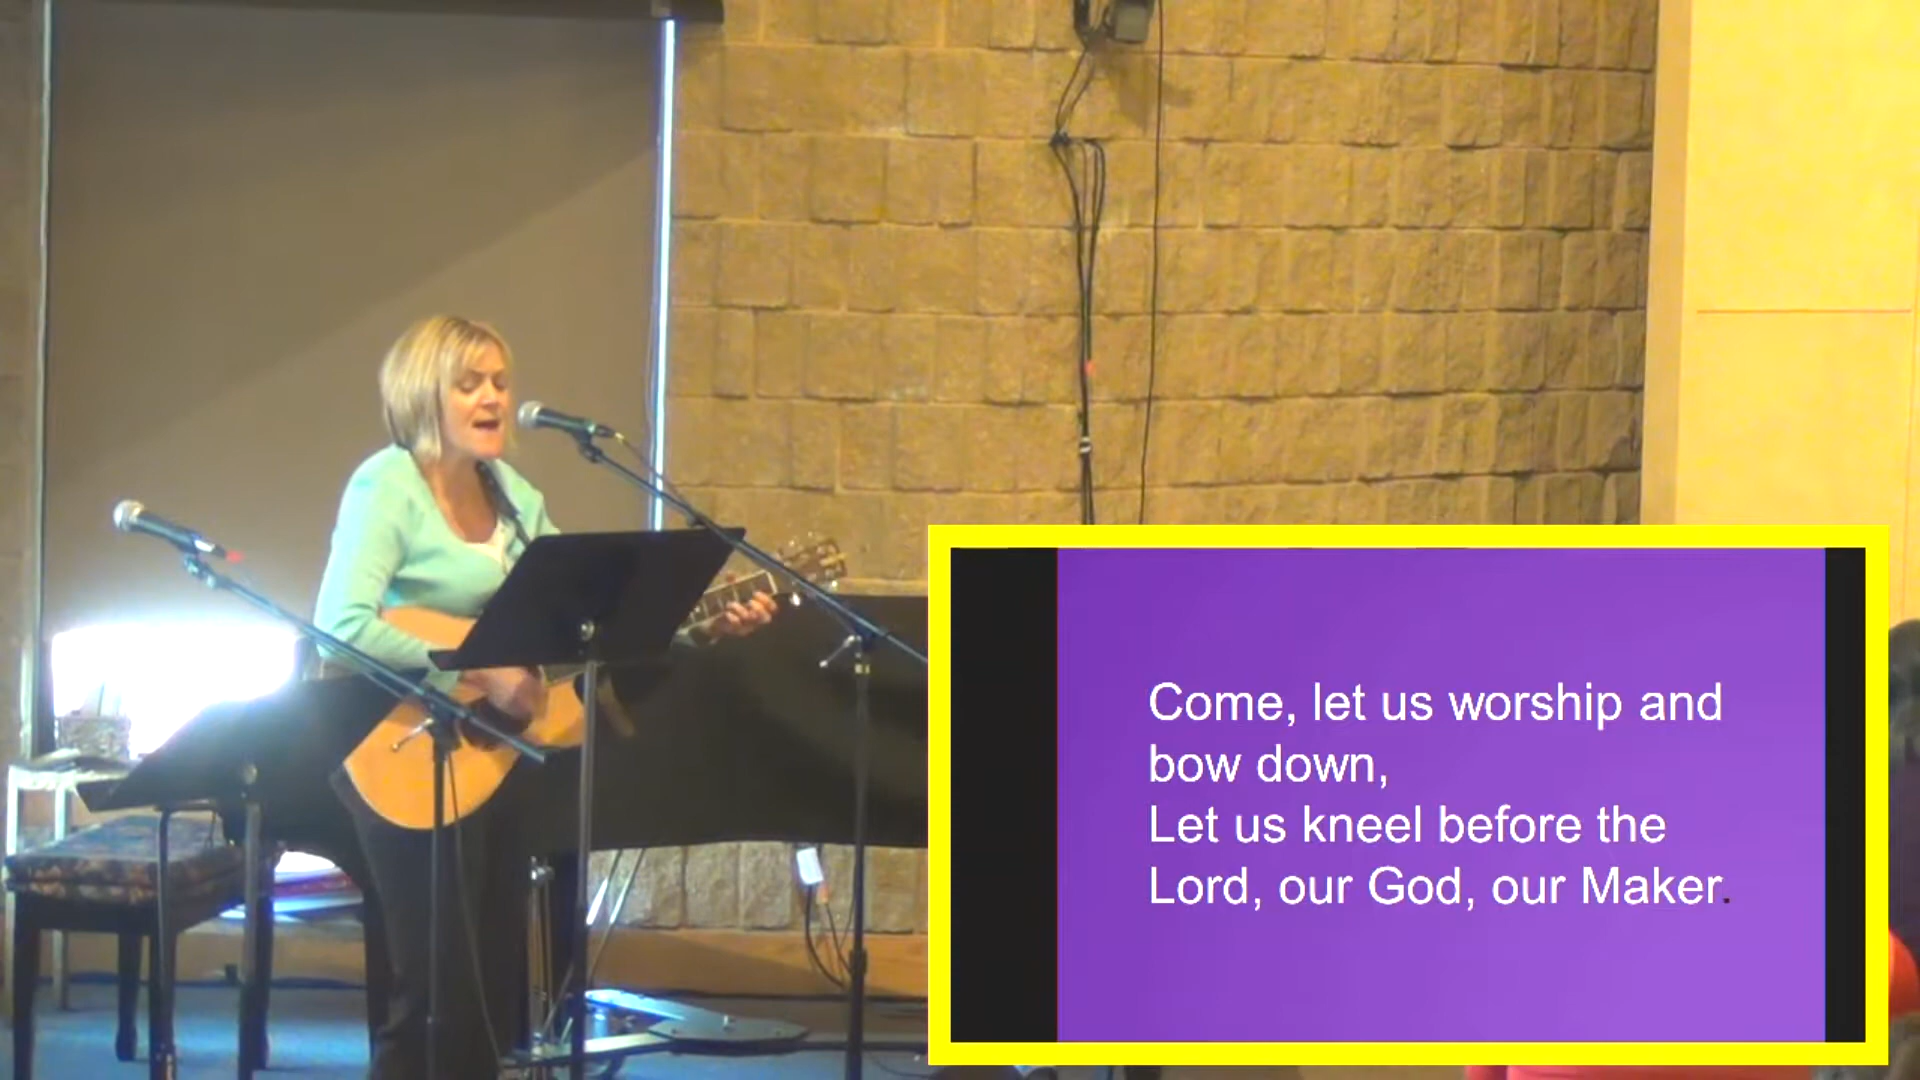 Come, let us worship and
bow down,
Let us kneel before the
Lord, our God, our Maker.